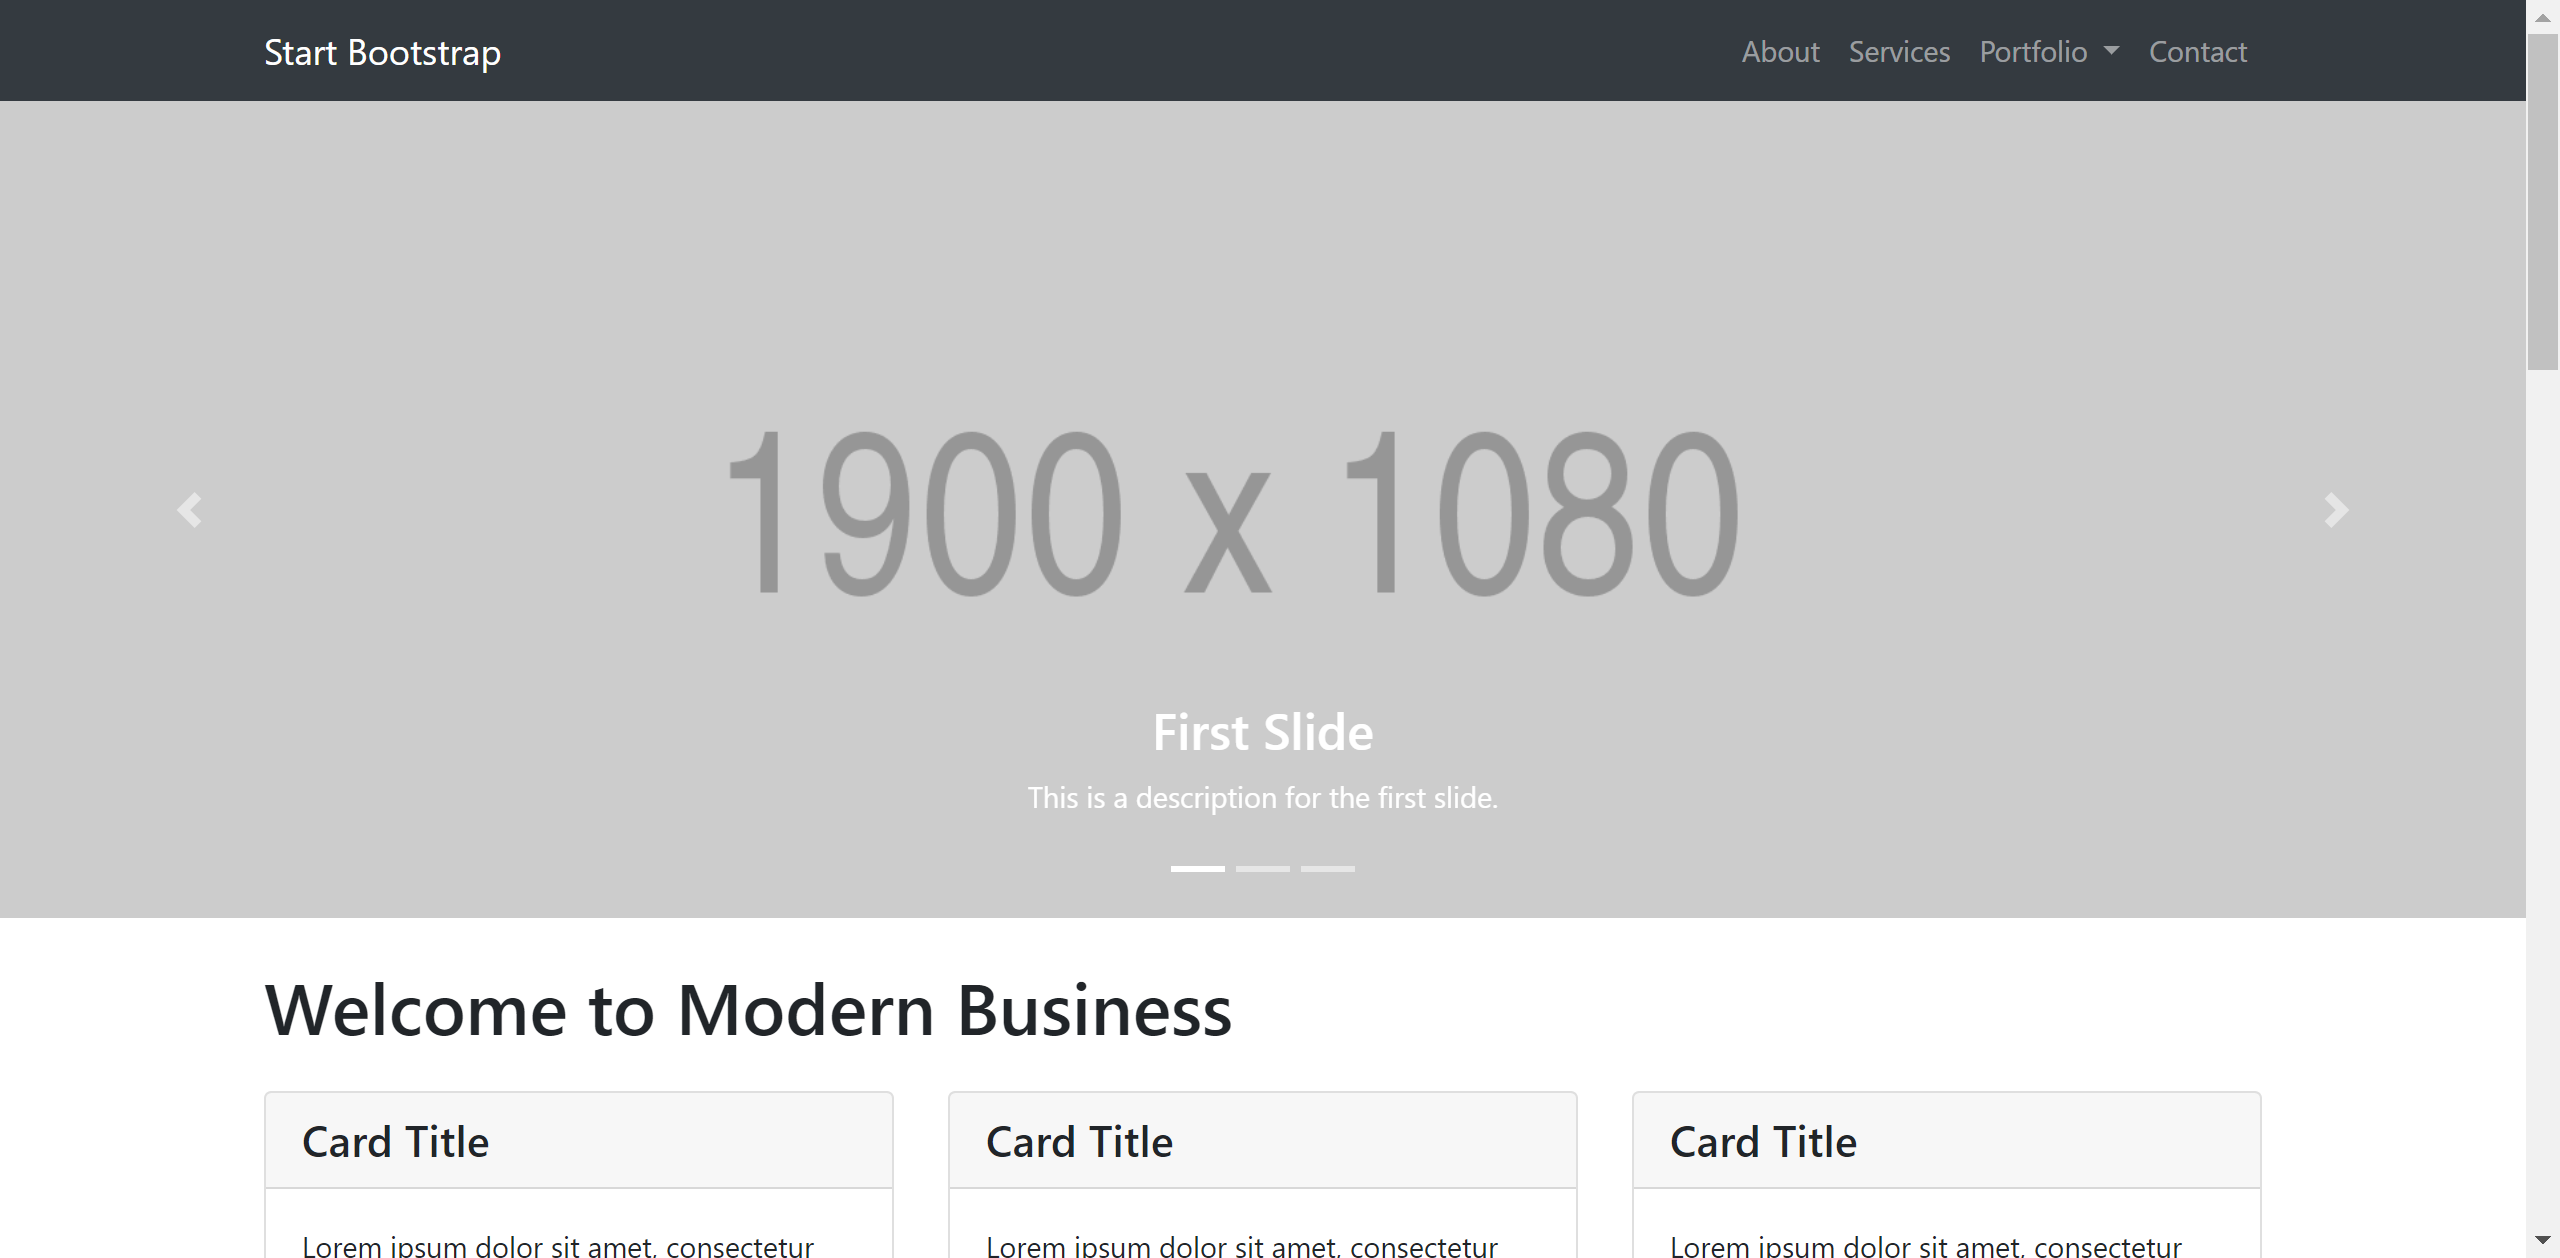 Start Bootstrap
About Services Portfolio Contact
1900 x 1080
First Slide
This is a description for the first slide.
Welcome to Modern Business
Card Title Card Title Card Title
Lorem ipsum dolor sit amet, consectetur Lorem ipsum dolor sit amet, consectetur Lorem ipsum dolor sit amet, consectetur